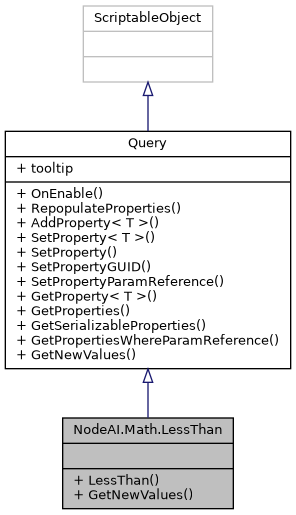 ScriptableObject
Query
+ tooltip
+ OnEnable()
+ RepopulateProperties()
+ AddProperty< T >()
+ SetProperty< T >()
+ SetProperty()
+ SetPropertyGUID()
+ SetPropertyParamReference()
+ GetProperty< T >()
+ GetProperties()
+ GetSerializableProperties()
+ GetPropertiesWhereParamReference()
+ GetNewValues()
NodeAI.Math.LessThan
+ LessThan()
+ GetNewValues()